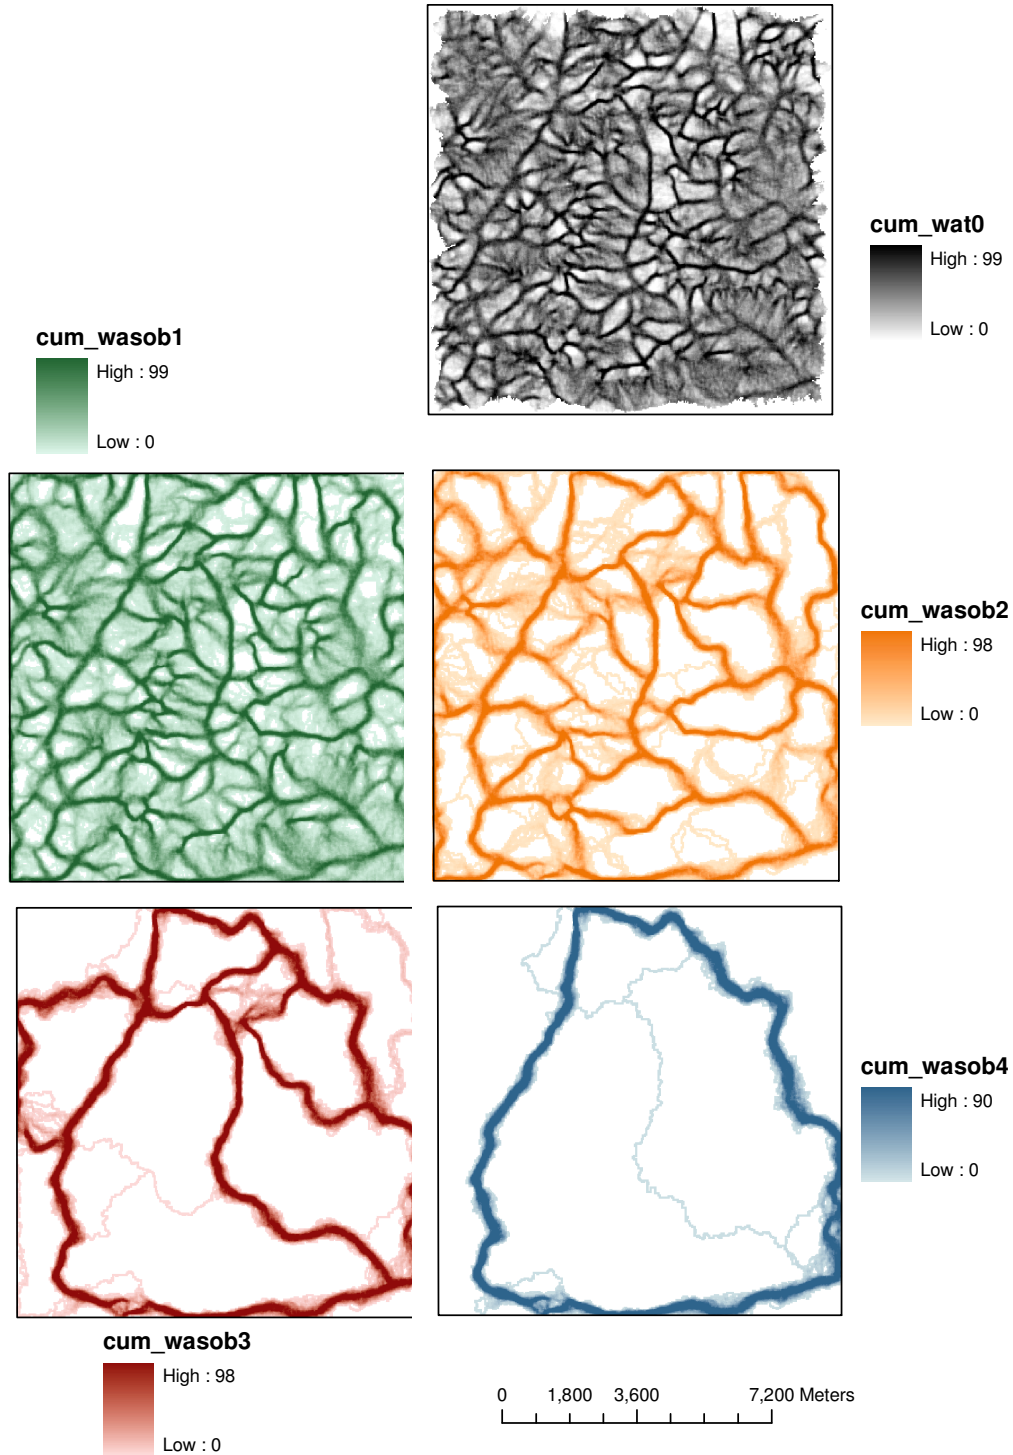 cum_wat0
High : 99
Low : 0
cum_wasob1
High : 99
Low : 0
cum_wasob2
High : 98
Low : 0
cum_wasob4
High : 90
Low : 0
cum_wasob3
High : 98
Low : 0
0 1,800 3,600 7,200 Meters